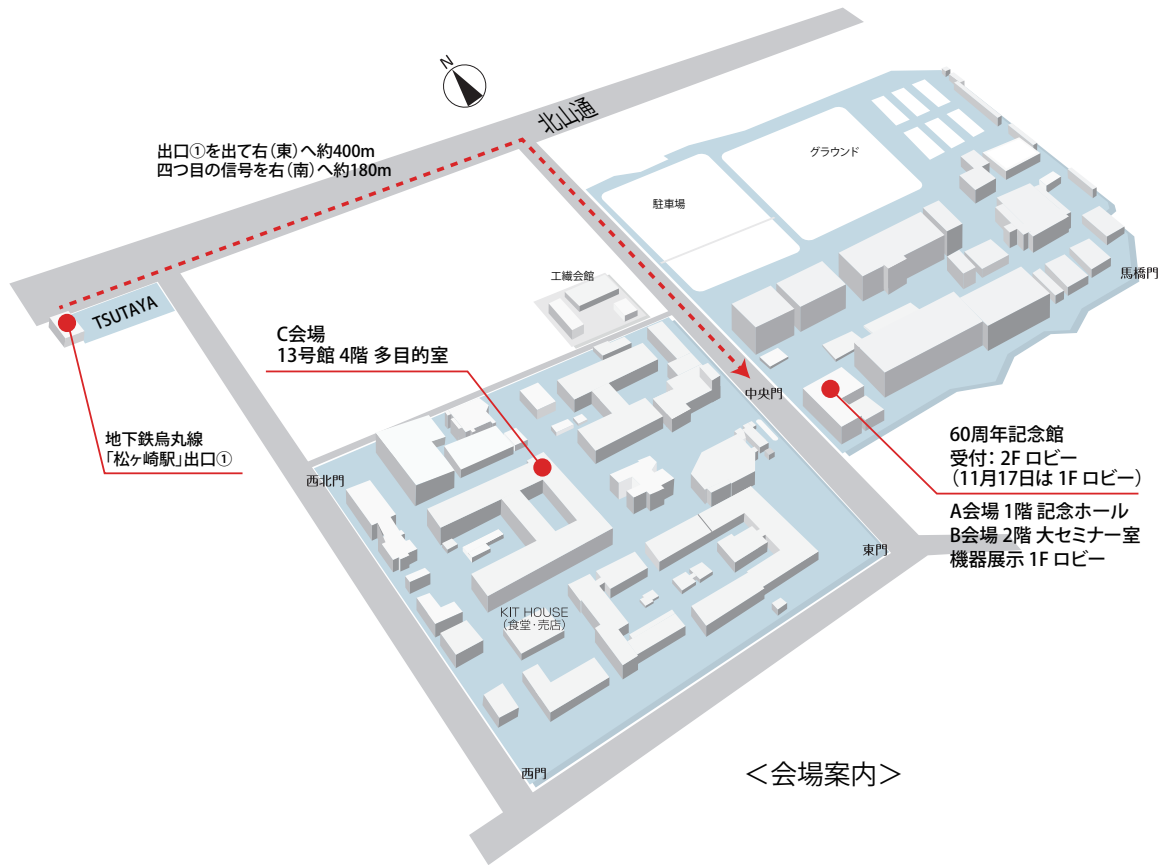 N
北山通
出口①を出て右（東）へ約400m
四つ目の信号を右（南）へ約180m
グラウンド
駐車場
馬橋門
工繊会館
TSUTAYA
C会場
13号館 4階 多目的室
中央門
地下鉄烏丸線
「松ヶ崎駅」出口①
西北門
60周年記念館
受付： 2F ロビー
（11月17日は 1F ロビー）
A会場 1階 記念ホール
B会場 2階 大セミナー室
機器展示 1F ロビー
東門
KIT HOUSE
（食堂・売店）
西門
＜会場案内＞